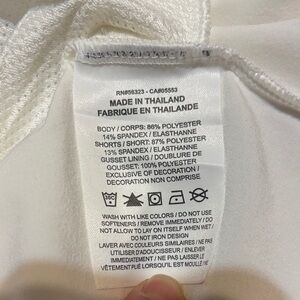 RN#56323 - CA#05553
MADE IN THAILAND
FABRIQUE EN THAILANDE
BODY / CORPS: 86% POLYESTER
14% SPANDEX / ELASTHANNE
SHORTS / SHORT: 87% POLYESTER
13% SPANDEX / ELASTHANNE
GUSSET LINING / DOUBLURE DE
GOUSSET: 100% POLYESTER
EXCLUSIVE OF DECORATION /
DECORATION NON COMPRISE
WASH WITH LIKE COLORS / DO NOT USE
SOFTENERS / REMOVE IMMEDIATELY / DO
NOT ALLOW TO LAY ON ITSELF WHEN WET /
DO NOT IRON DESIGN
LAVER AVEC COULEURS SIMILAIRES / NE PAS
UTILISER D'ADOUCISSANT / ENLEVER
IMMEDIATEMENT / NE PAS LAISSER LE
VÊTEMENT PLIÉ LORSQU'IL EST MOUILLÉ / NE